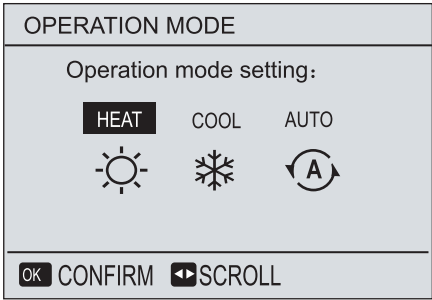 OPERATION MODE
Operation mode setting:
HEAT COOL AUTO
A
OK CONFIRM SCROLL